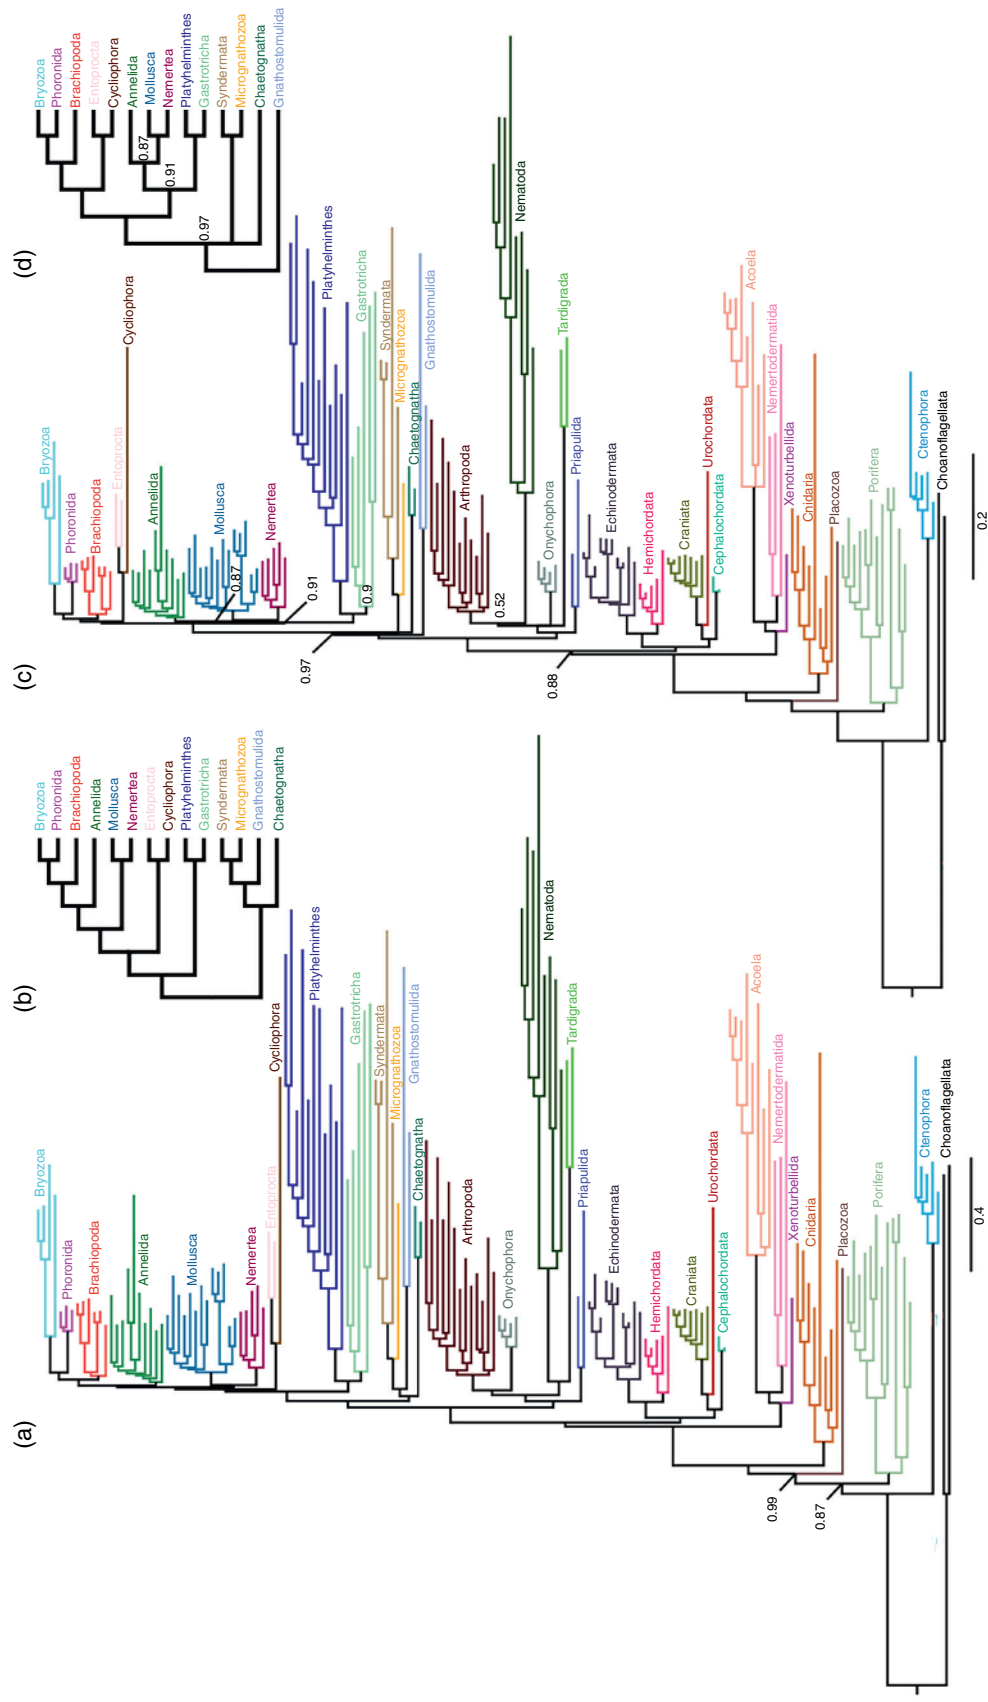 (a)
Bryozoa
Phoronida
Brachiopoda
Annelida
Mollusca
Nemertea
Entoprocta
Cycliophora
Platyhelminthes
Gastrotricha
Syndermata
Micrognathozoa
Gnathostomulida
Chaetognatha
Arthropoda
Onychophora
Nematoda
Tardigrada
Priapulida
Echinodermata
Hemichordata
Craniata
Urochordata
Cephalochordata
Acoela
Nemertodermatida
Xenoturbellida
Cnidaria
Placozoa
Porifera
Ctenophora
Choanoflagellata
0.99
0.87
0.4
(b)
Bryozoa
Phoronida
Brachiopoda
Annelida
Mollusca
Nemertea
Entoprocta
Cycliophora
Platyhelminthes
Gastrotricha
Syndermata
Micrognathozoa
Gnathostomulida
Chaetognatha
(c)
Bryozoa
Phoronida
Brachiopoda
Entoprocta
Cycliophora
Annelida
Mollusca
0.87
Nemertea
0.91
Platyhelminthes
0.9
Gastrotricha
Syndermata
Micrognathozoa
Chaetognatha
Gnathostomulida
0.97
Arthropoda
0.52
Nematoda
Onychophora
Tardigrada
Priapulida
0.88
Echinodermata
Hemichordata
Craniata
Urochordata
Cephalochordata
Acoela
Nemertodermatida
Xenoturbellida
Cnidaria
Placozoa
Porifera
Ctenophora
Choanoflagellata
0.2
(d)
Bryozoa
Phoronida
Brachiopoda
Entoprocta
Cycliophora
Annelida
0.87
Mollusca
Nemertea
0.91
Platyhelminthes
Gastrotricha
0.97
Syndermata
Micrognathozoa
Chaetognatha
Gnathostomulida